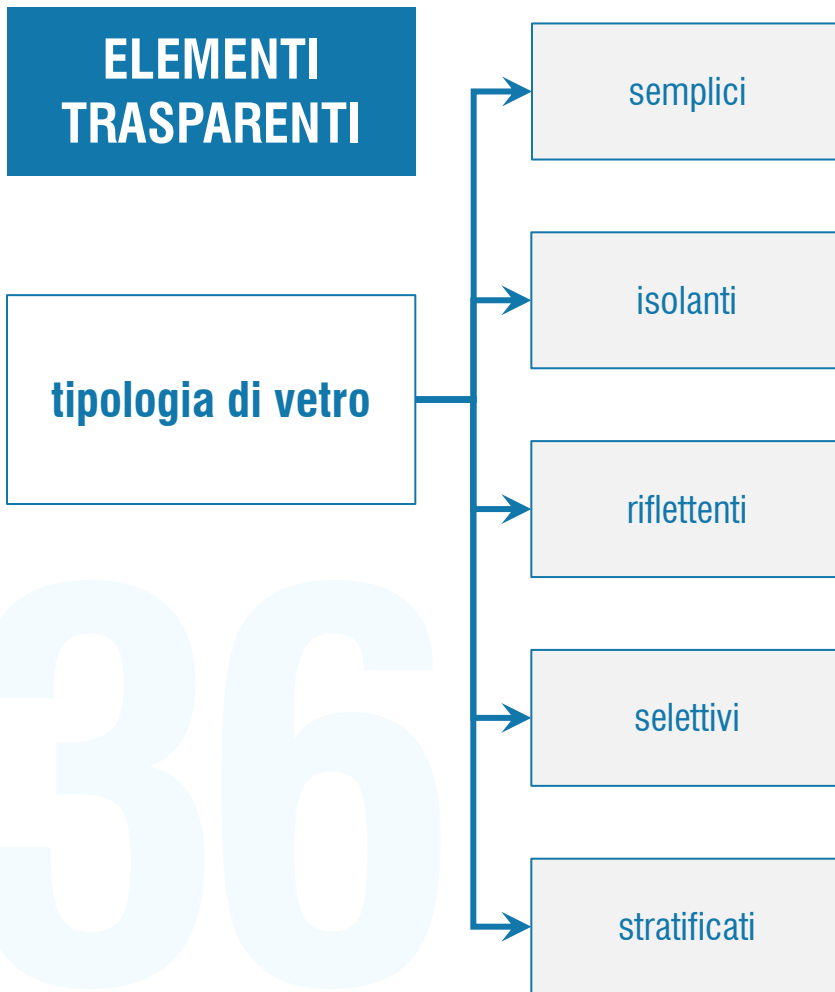 ELEMENTI
TRASPARENTI
tipologia di vetro
semplici
isolanti
riflettenti
selettivi
stratificati
36